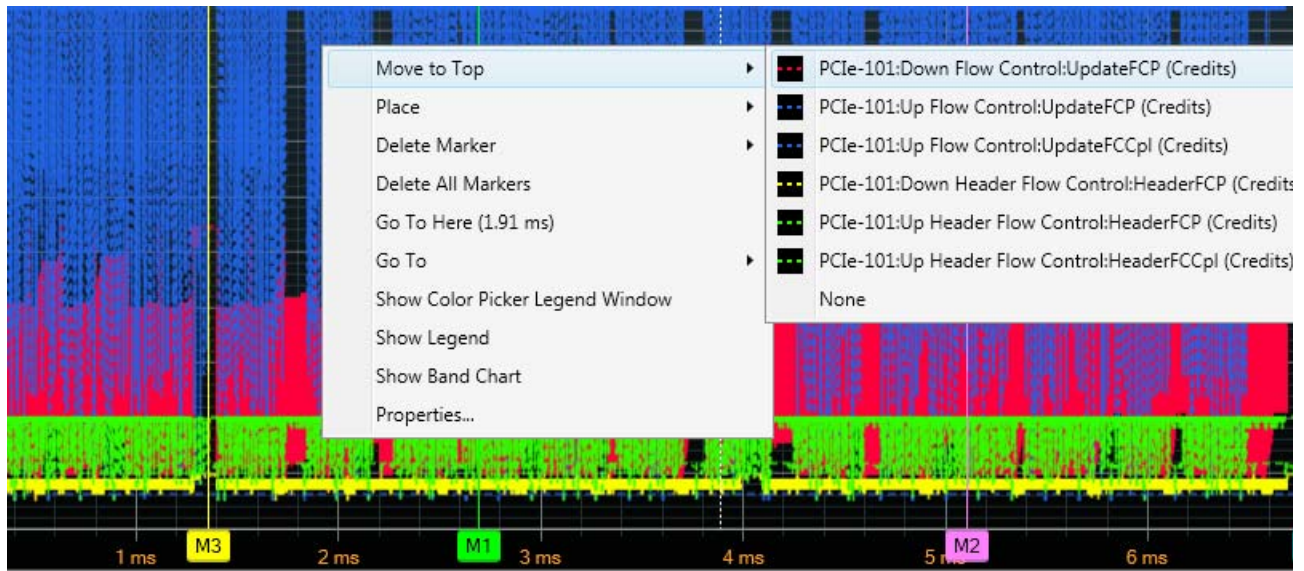 Move to Top
Place
Delete Marker
Delete All Markers
Go To Here (1.91 ms)
Go To
Show Color Picker Legend Window
Show Legend
Show Band Chart
Properties...
PCIe-101:Down Flow Control:UpdateFCP (Credits)
PCIe-101:Up Flow Control:UpdateFCP (Credits)
PCIe-101:Up Flow Control:UpdateFCCpl (Credits)
PCIe-101:Down Header Flow Control:HeaderFCP (Credits
PCIe-101:Up Header Flow Control:HeaderFCP (Credits)
PCIe-101:Up Header Flow Control:HeaderFCCpl (Credits)
None
1 ms M3 2 ms M1 3 ms 4 ms 5 M2 6 ms